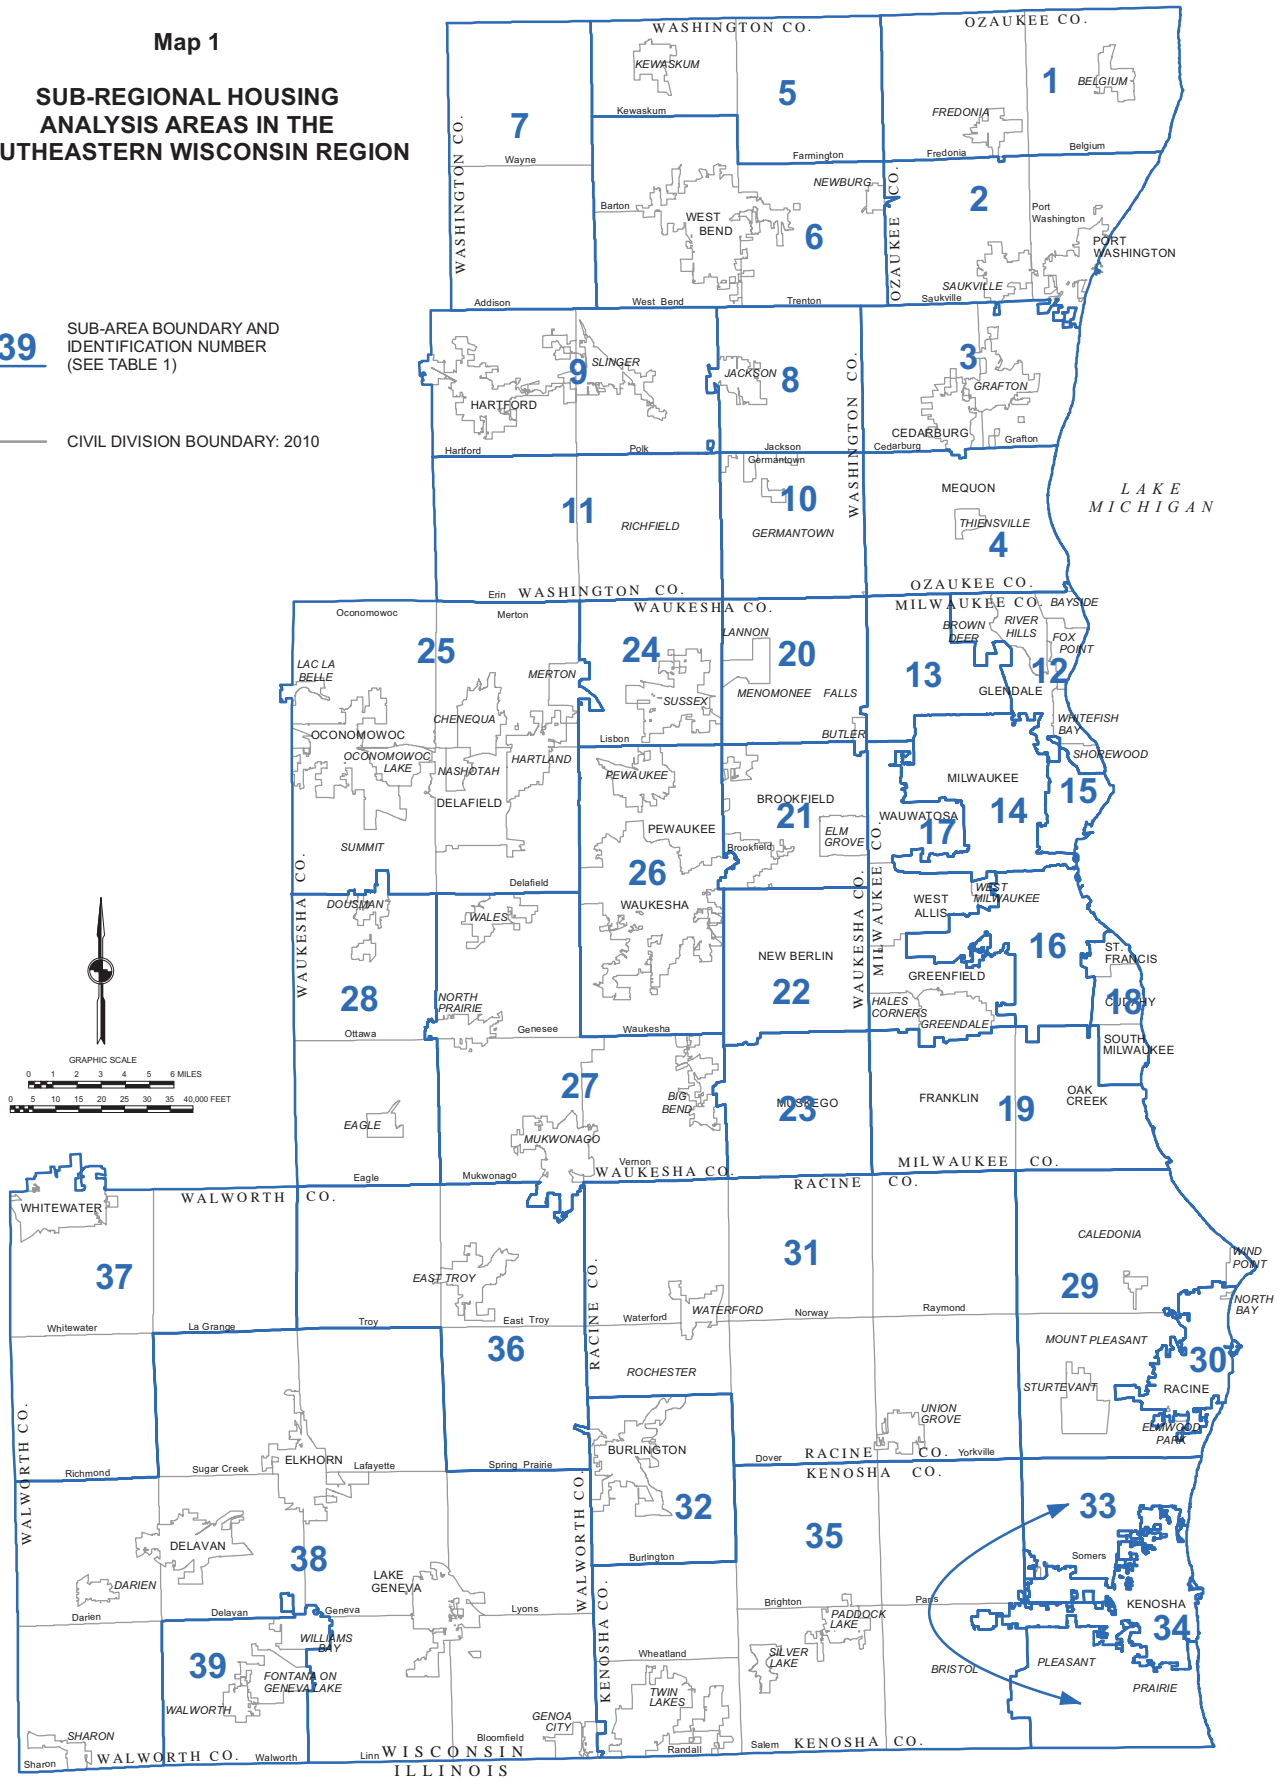 Map 1
SUB-REGIONAL HOUSING
ANALYSIS AREAS IN THE
UTHEASTERN WISCONSIN REGION
39
SUB-AREA BOUNDARY AND
IDENTIFICATION NUMBER
(SEE TABLE 1)
CIVIL DIVISION BOUNDARY: 2010
WASHINGTON CO.
OZAUKEE CO.
KEWASKUM
5
1
BELGIUM
7
Kewaskum
FREDONIA
WASHINGTON CO.
Wayne
Farmington
Fredonia
Belgium
NEWBURG
OZAUKEE CO.
2
Barton
WEST
BEND
6
Port
Washington
PORT
WASHINGTON
SAUKVILLE
Addison
West Bend
Trenton
Saukville
9
SLINGER
JACKSON
8
WASHINGTON CO.
3
GRAFTON
HARTFORD
CEDARBURG
Hartford
Polk
Jackson
Cedarburg
Grafton
Germantown
10
MEQUON
LAKE
MICHIGAN
11
RICHFIELD
GERMANTOWN
THIENSVILLE
4
Erin
WASHINGTON CO.
OZAUKEE CO.
Oconomowoc
Merton
WAUKESHA CO.
MILWAUKEE CO.
BAYSIDE
25
24
LANNON
20
BROWN
DEER
RIVER
HILLS
FOX
POINT
LAC LA
BELLE
MERTON
13
12
GLENDALE
SUSSEX
MENOMONEE FALLS
CHENEQUA
OCONOMOWOC
Lisbon
BUTLER
WHITEFISH
BAY
SHOREWOOD
OCONOMOWOC
LAKE
NASHOTAH
HARTLAND
PEWAUKEE
MILWAUKEE
DELAFIELD
BROOKFIELD
21
15
14
WAUWATOSA
17
PEWAUKEE
ELM
GROVE
SUMMIT
Brookfield
WAUKESHA CO.
MILWAUKEE CO.
26
Delafield
DOUSMAN
WALES
WAUKESHA
WEST
ALLIS
WEST
MILWAUKEE
WAUKESHA CO.
NEW BERLIN
16
ST.
FRANCIS
GREENFIELD
22
28
NORTH
PRAIRIE
HALES
CORNERS
GREENDALE
18
CUDAHY
Ottawa
Genesee
Waukesha
SOUTH
MILWAUKEE
GRAPHIC SCALE
0 1 2 3 4 5 6 MILES
0 5 10 15 20 25 30 35 40,000 FEET
27
BIG
BEND
MUSKEGO
23
FRANKLIN
19
OAK
CREEK
EAGLE
MUKWONAGO
Eagle
Mukwonago
Vernon
WAUKESHA CO.
MILWAUKEE CO.
WALWORTH CO.
RACINE CO.
WHITEWATER
CALEDONIA
37
EAST TROY
RACINE CO.
31
WIND
POINT
29
NORTH
BAY
WATERFORD
Whitewater
La Grange
Troy
East Troy
Waterford
Norway
Raymond
36
MOUNT PLEASANT
30
ROCHESTER
STURTEVANT
RACINE
WALWORTH CO.
UNION
GROVE
ELMWOOD
PARK
BURLINGTON
ELKHORN
Richmond
Sugar Creek
Lafayette
Spring Prairie
Dover
RACINE CO.
Yorkville
KENOSHA CO.
WALWORTH CO.
32
33
35
DELAVAN
38
Burlington
Somers
LAKE
GENEVA
DARIEN
Darien
Delavan
Geneva
Lyons
KENOSHA CO.
Brighton
Paris
KENOSHA
PADDOCK
LAKE
34
WILLIAMS
BAY
Wheatland
SILVER
LAKE
39
FONTANA ON
GENEVA LAKE
BRISTOL
PLEASANT
PRAIRIE
TWIN
LAKES
WALWORTH
GENOA
CITY
SHARON
Bloomfield
Sharon
WALWORTH CO.
Walworth
Linn
WISCONSIN
Randall
Salem
KENOSHA CO.
ILLINOIS